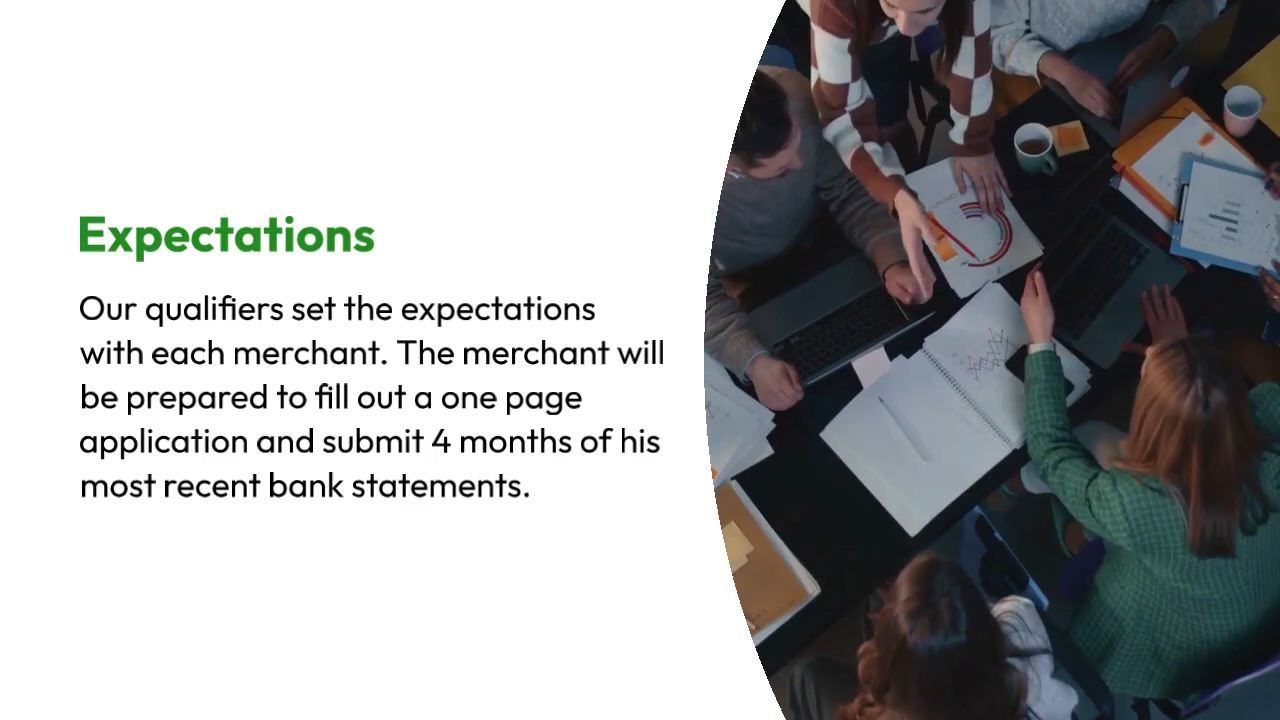 Expectations
Our qualifiers set the expectations
with each merchant. The merchant will
be prepared to fill out a one page
application and submit 4 months of his
most recent bank statements.